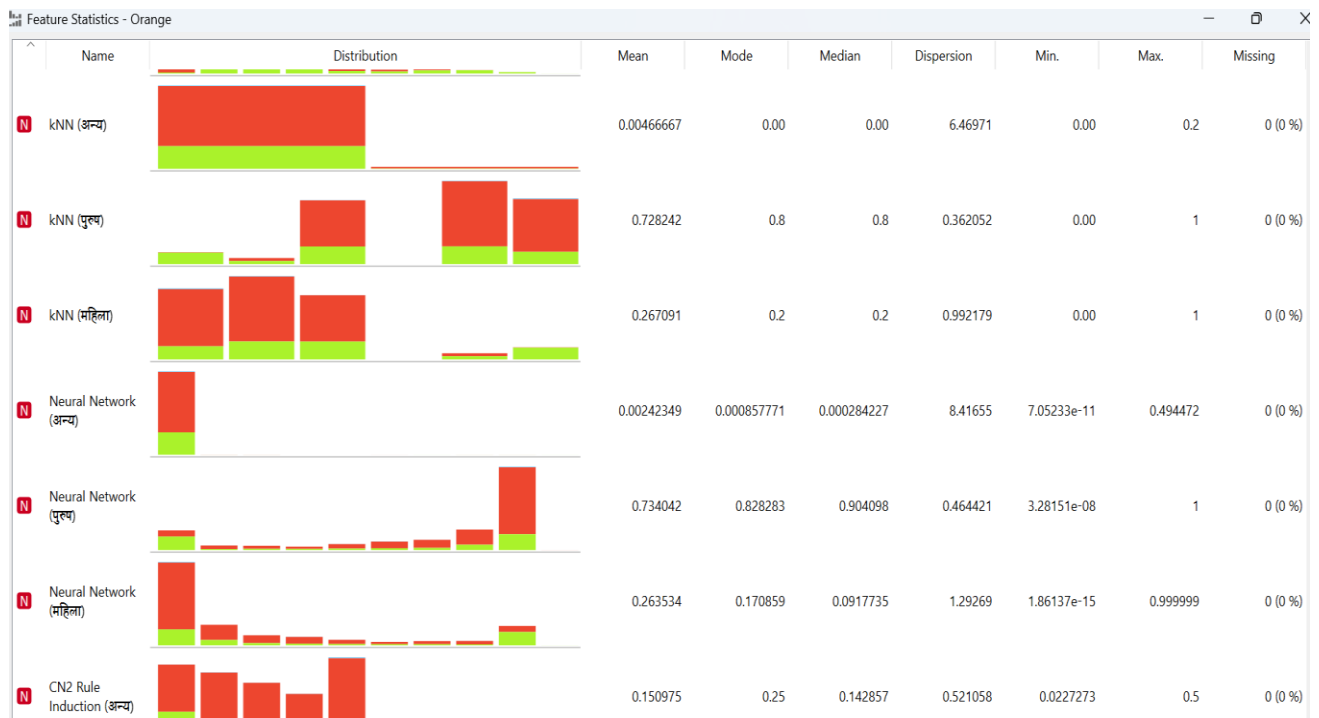 Feature Statistics - Orange
Name Distribution Mean Mode Median Dispersion Min. Max. Missing
N kNN (अन्य) 0.00466667 0.00 0.00 6.46971 0.00 0.2 0 (0 %)
N kNN (पुरुष) 0.728242 0.8 0.8 0.362052 0.00 1 0 (0 %)
N kNN (महिला) 0.267091 0.2 0.2 0.992179 0.00 1 0 (0 %)
Neural Network
N (अन्य) 0.00242349 0.000857771 0.000284227 8.41655 7.05233e-11 0.494472 0 (0 %)
Neural Network
N (पुरुष) 0.734042 0.828283 0.904098 0.464421 3.28151e-08 1 0 (0 %)
Neural Network
N (महिला) 0.263534 0.170859 0.0917735 1.29269 1.86137e-15 0.999999 0 (0 %)
CN2 Rule
N Induction (अन्य) 0.150975 0.25 0.142857 0.521058 0.0227273 0.5 0 (0 %)